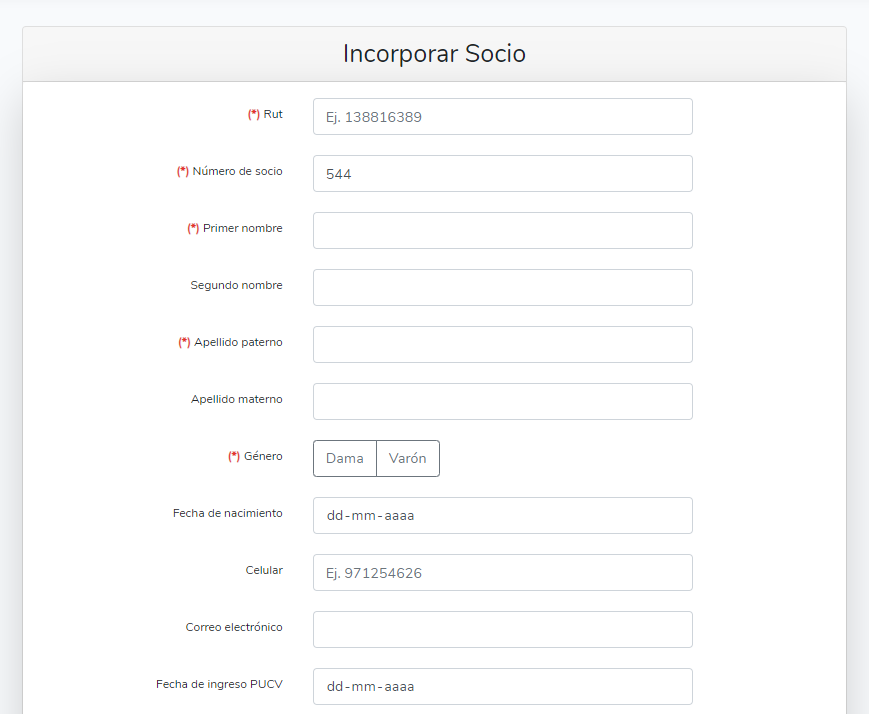 Incorporar Socio
(*) Rut
Ej. 138816389
(*) Número de socio
544
(*) Primer nombre
Segundo nombre
(*) Apellido paterno
Apellido materno
(*) Género
Dama Varón
Fecha de nacimiento
dd-mm-aaaa
Celular
Ej. 971254626
Correo electrónico
Fecha de ingreso PUCV
dd-mm-aaaa